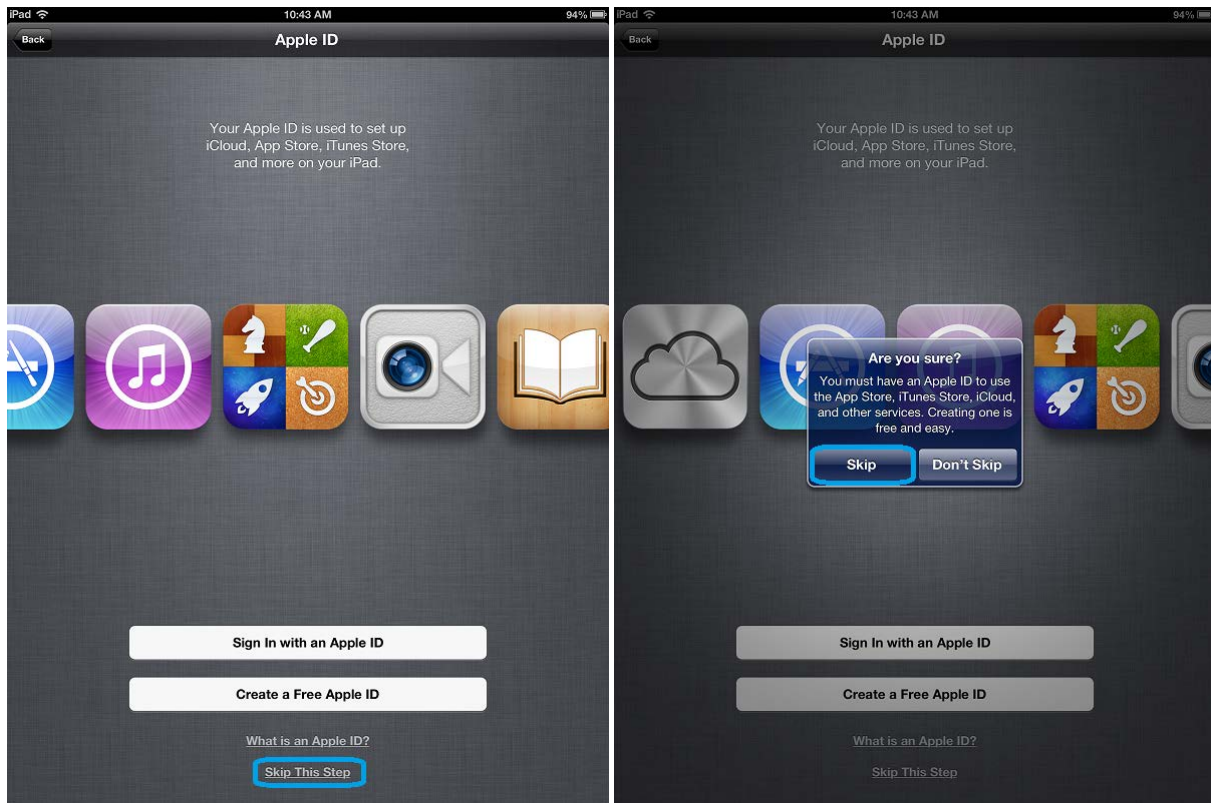 iPad 10:43 AM 94%
Back Apple ID
Your Apple ID is used to set up
iCloud, App Store, iTunes Store,
and more on your iPad.
Sign In with an Apple ID
Create a Free Apple ID
What is an Apple ID?
Skip This Step
iPad 10:43 AM 94%
Back Apple ID
Your Apple ID is used to set up
iCloud, App Store, iTunes Store,
and more on your iPad.
Are you sure?
You must have an Apple ID to use
the App Store, iTunes Store, iCloud,
and other services. Creating one is
free and easy.
Skip Don't Skip
Sign In with an Apple ID
Create a Free Apple ID
What is an Apple ID?
Skip This Step